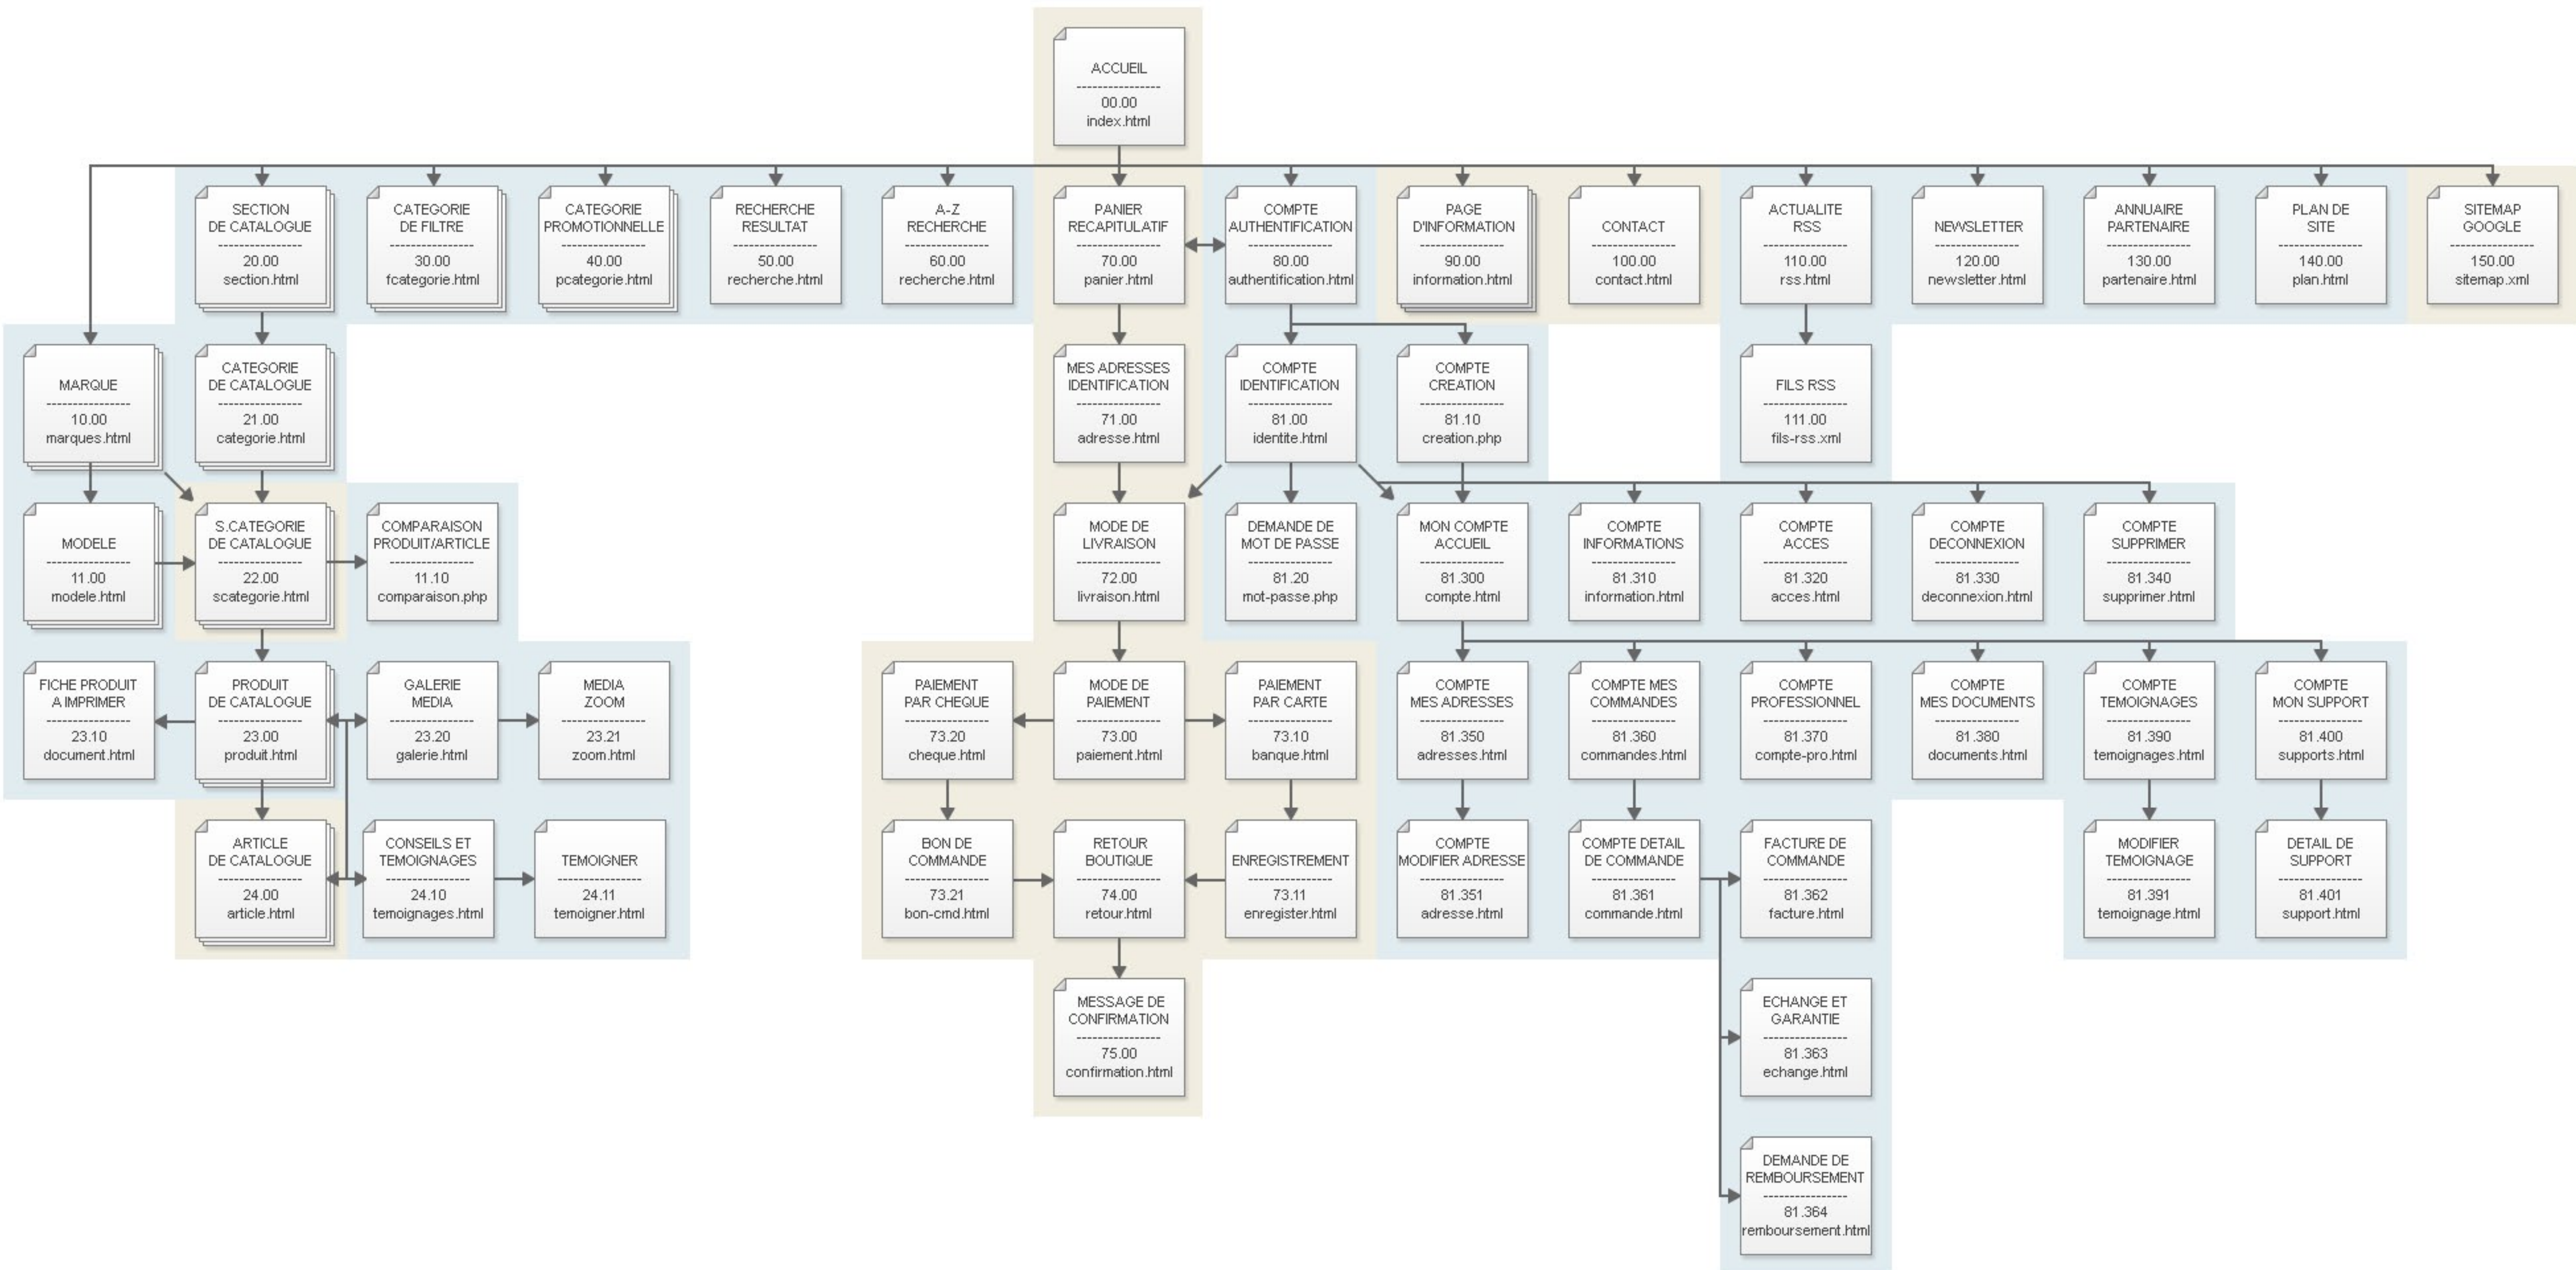 ACCUEIL
----------------
00.00
index.html
SECTION
DE CATALOGUE
----------------
20.00
section.html
CATEGORIE
DE FILTRE
----------------
30.00
fcategorie.html
CATEGORIE
PROMOTIONNELLE
----------------
40.00
pcategorie.html
RECHERCHE
RESULTAT
----------------
50.00
recherche.html
A-Z
RECHERCHE
----------------
60.00
recherche.html
PANIER
RECAPITULATIF
----------------
70.00
panier.html
COMPTE
AUTHENTIFICATION
----------------
80.00
authentification.html
PAGE
D'INFORMATION
----------------
90.00
information.html
CONTACT
----------------
100.00
contact.html
ACTUALITE
RSS
----------------
110.00
rss.html
NEWSLETTER
----------------
120.00
newsletter.html
ANNUAIRE
PARTENAIRE
----------------
130.00
partenaire.html
PLAN DE
SITE
----------------
140.00
plan.html
SITEMAP
GOOGLE
----------------
150.00
sitemap.xml
MARQUE
----------------
10.00
marques.html
CATEGORIE
DE CATALOGUE
----------------
21.00
categorie.html
MES ADRESSES
IDENTIFICATION
----------------
71.00
adresse.html
COMPTE
IDENTIFICATION
----------------
81.00
identite.html
COMPTE
CREATION
----------------
81.10
creation.php
FILS RSS
----------------
111.00
fils-rss.xml
MODELE
----------------
11.00
modele.html
S.CATEGORIE
DE CATALOGUE
----------------
22.00
scategorie.html
COMPARAISON
PRODUIT/ARTICLE
----------------
11.10
comparaison.php
MODE DE
LIVRAISON
----------------
72.00
livraison.html
DEMANDE DE
MOT DE PASSE
----------------
81.20
mot-passe.php
MON COMPTE
ACCUEIL
----------------
81.300
compte.html
COMPTE
INFORMATIONS
----------------
81.310
information.html
COMPTE
ACCES
----------------
81.320
acces.html
COMPTE
DECONNEXION
----------------
81.330
deconnexion.html
COMPTE
SUPPRIMER
----------------
81.340
supprimer.html
FICHE PRODUIT
A IMPRIMER
----------------
23.10
document.html
PRODUIT
DE CATALOGUE
----------------
23.00
produit.html
GALERIE
MEDIA
----------------
23.20
galerie.html
MEDIA
ZOOM
----------------
23.21
zoom.html
PAIEMENT
PAR CHEQUE
----------------
73.20
cheque.html
MODE DE
PAIEMENT
----------------
73.00
paiement.html
PAIEMENT
PAR CARTE
----------------
73.10
banque.html
COMPTE
MES ADRESSES
----------------
81.350
adresses.html
COMPTE MES
COMMANDES
----------------
81.360
commandes.html
COMPTE
PROFESSIONNEL
----------------
81.370
compte-pro.html
COMPTE
MES DOCUMENTS
----------------
81.380
documents.html
COMPTE
TEMOIGNAGES
----------------
81.390
temoignages.html
COMPTE
MON SUPPORT
----------------
81.400
supports.html
ARTICLE
DE CATALOGUE
----------------
24.00
article.html
CONSEILS ET
TEMOIGNAGES
----------------
24.10
temoignages.html
TEMOIGNER
----------------
24.11
temoigner.html
BON DE
COMMANDE
----------------
73.21
bon-cmd.html
RETOUR
BOUTIQUE
----------------
74.00
retour.html
ENREGISTREMENT
----------------
73.11
enregister.html
COMPTE
MODIFIER ADRESSE
----------------
81.351
adresse.html
COMPTE DETAIL
DE COMMANDE
----------------
81.361
commande.html
FACTURE DE
COMMANDE
----------------
81.362
facture.html
MODIFIER
TEMOIGNAGE
----------------
81.391
temoignage.html
DETAIL DE
SUPPORT
----------------
81.401
support.html
MESSAGE DE
CONFIRMATION
----------------
75.00
confirmation.html
ECHANGE ET
GARANTIE
----------------
81.363
echange.html
DEMANDE DE
REMBOURSEMENT
----------------
81.364
remboursement.html